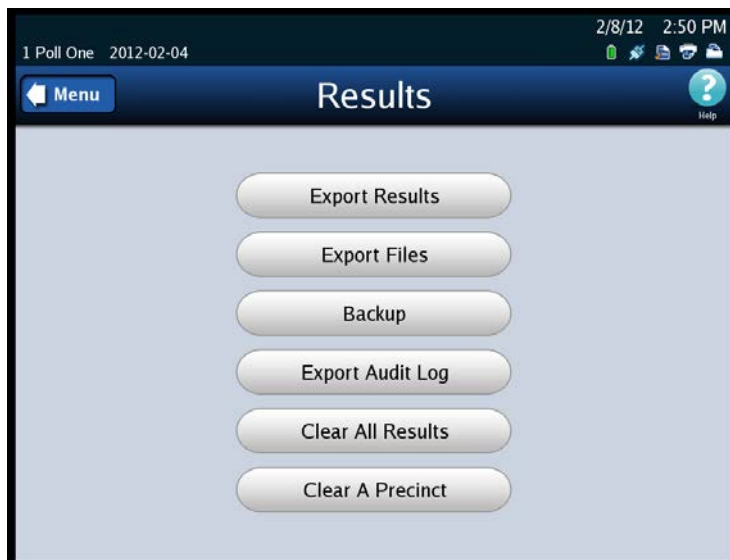 2/8/12 2:50 PM
1 Poll One 2012-02-04
Menu
Results
Help
Export Results
Export Files
Backup
Export Audit Log
Clear All Results
Clear A Precinct